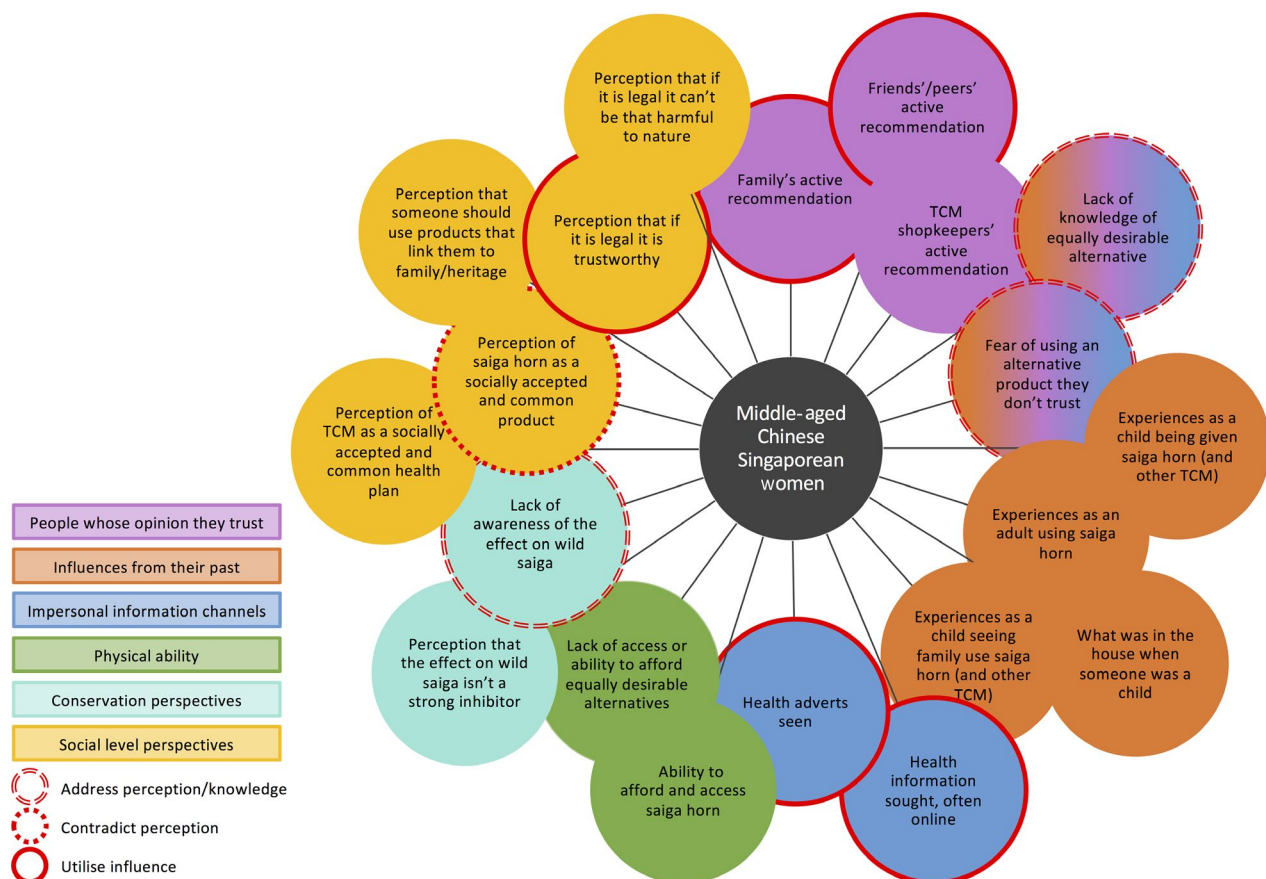 Perception that if
it is legal it can't
be that harmful
to nature
Friends'/peers'
active
recommendation
Family's active
recommendation
Perception that
someone should
use products that
link them to
family/heritage
Perception that if
it is legal it is
trustworthy
TCM
shopkeepers'
active
recommendation
Lack of
knowledge of
equally desirable
alternative
Perception of
saiga horn as a
socially accepted
and common
product
Fear of using an
alternative
product they
don't trust
Perception of
TCM as a socially
accepted and
common health
plan
Middle-aged
Chinese
Singaporean
women
Experiences as a
child being given
saiga horn (and
other TCM)
Lack of
awareness of the
effect on wild
saiga
Experiences as an
adult using saiga
horn
Perception that
the effect on wild
saiga isn't a
strong inhibitor
Lack of access or
ability to afford
equally desirable
alternatives
Health adverts
seen
Experiences as a
child seeing
family use saiga
horn (and other
TCM)
What was in the
house when
someone was a
child
Ability to
afford and access
saiga horn
Health
information
sought, often
online
People whose opinion they trust
Influences from their past
Impersonal information channels
Physical ability
Conservation perspectives
Social level perspectives
Address perception/knowledge
Contradict perception
Utilise influence